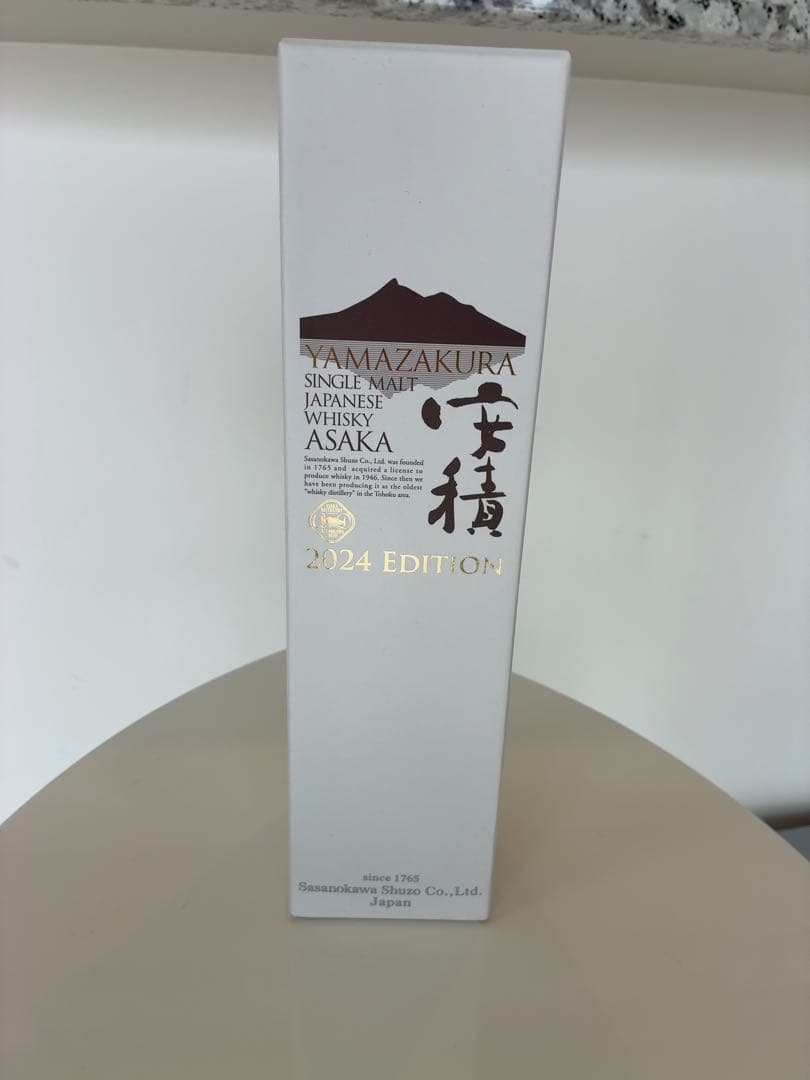 YAMAZAKURA
SINGLE MALT
JAPANESE
WHISKY
ASAKA
安積
Sasanokawa Shuzo Co., Ltd. was founded
in 1765 and acquired a license to
produce whisky in 1946. Since then we
have been producing it as the oldest
"whisky distillery" in the Tohoku area.
2024 EDITION
since 1765
Sasanokawa Shuzo Co.,Ltd.
Japan